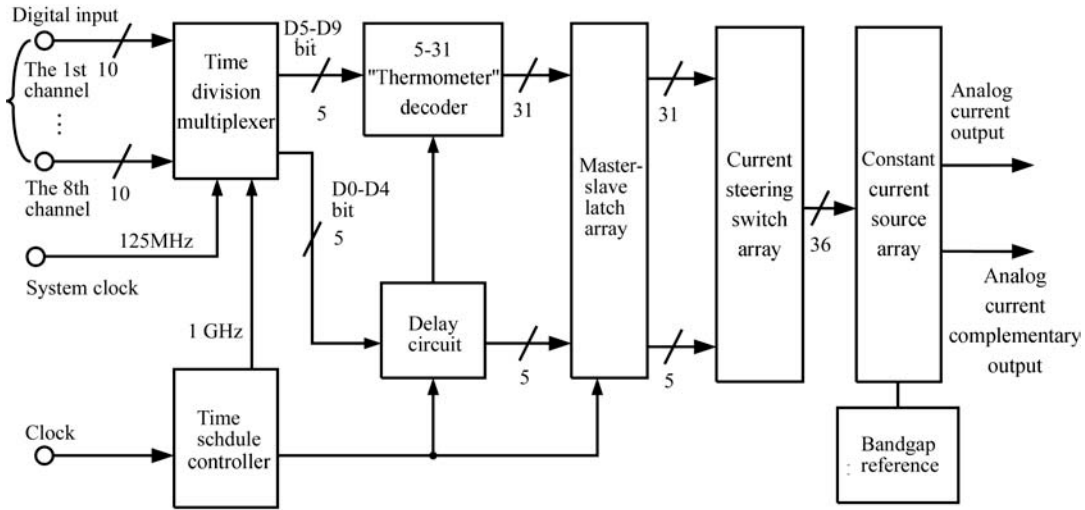 Digital input
10
The 1st
channel
⋮
10
The 8th
channel
125MHz
System clock
1 GHz
Clock
Time
division
multiplexer
D5-D9
bit
5
D0-D4
bit
5
Time
schdule
controller
5-31
"Thermometer"
decoder
31
Delay
circuit
5
Master-
slave
latch
array
31
5
Current
steering
switch
array
36
Constant
current
source
array
Bandgap
reference
Analog
current
output
Analog
current
complementary
output